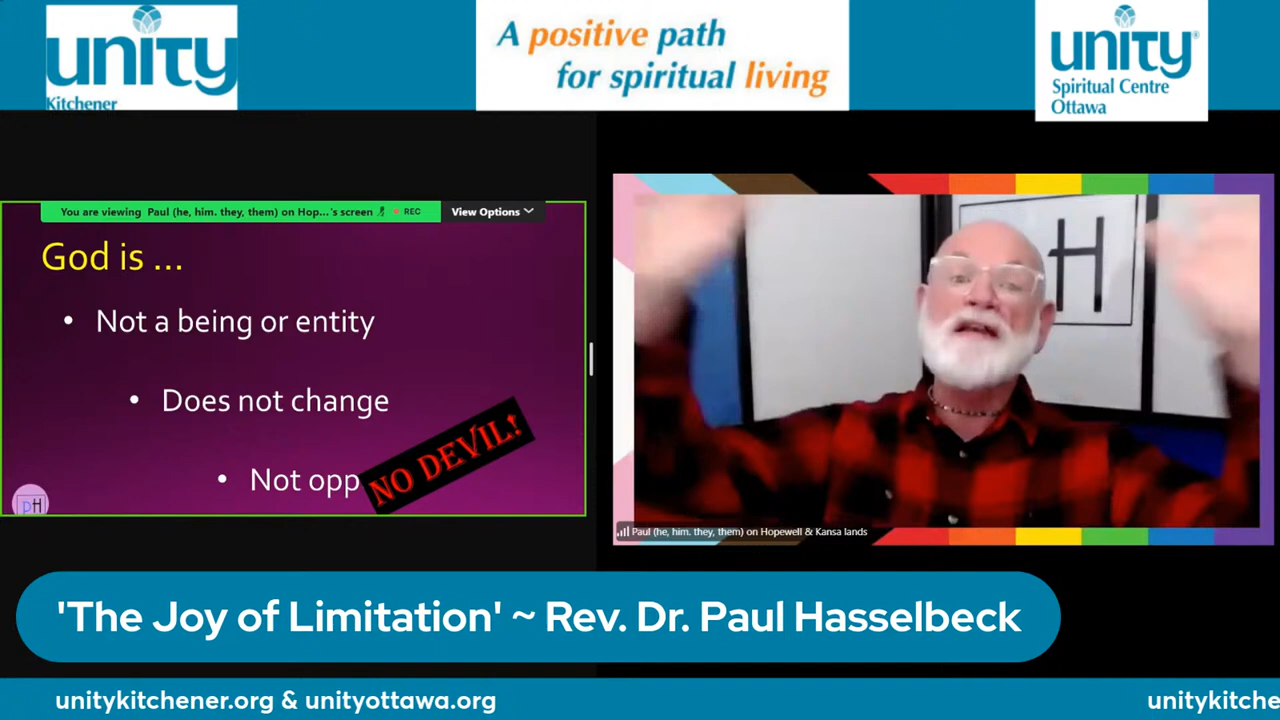 unity
Kitchener
A positive path
for spiritual living
unity®
Spiritual Centre
Ottawa
You are viewing Paul (he, him. they, them) on Hop...'s screen REC
View Options
God is ...
• Not a being or entity
• Does not change
• Not opp
NO DEVIL!
pH
H
Paul (he, him. they, them) on Hopewell & Kansa lands
'The Joy of Limitation' ~ Rev. Dr. Paul Hasselbeck
unitykitchener.org & unityottawa.org
unitykitche